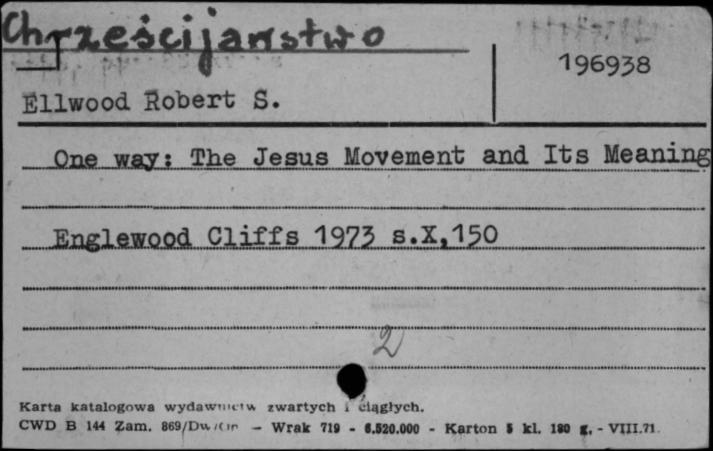 Chrześcijaństwo
196938
Ellwood Robert S.
One way: The Jesus Movement and Its Meaning
Englewood Cliffs 1973 s.X,150
2
Karta katalogowa wydawnictw zwartych i ciągłych.
CWD B 144 Zam. 869/Dw — Wrak 719 - 6.520.000 - Karton 5 kl. 180 g. - VIII.71.